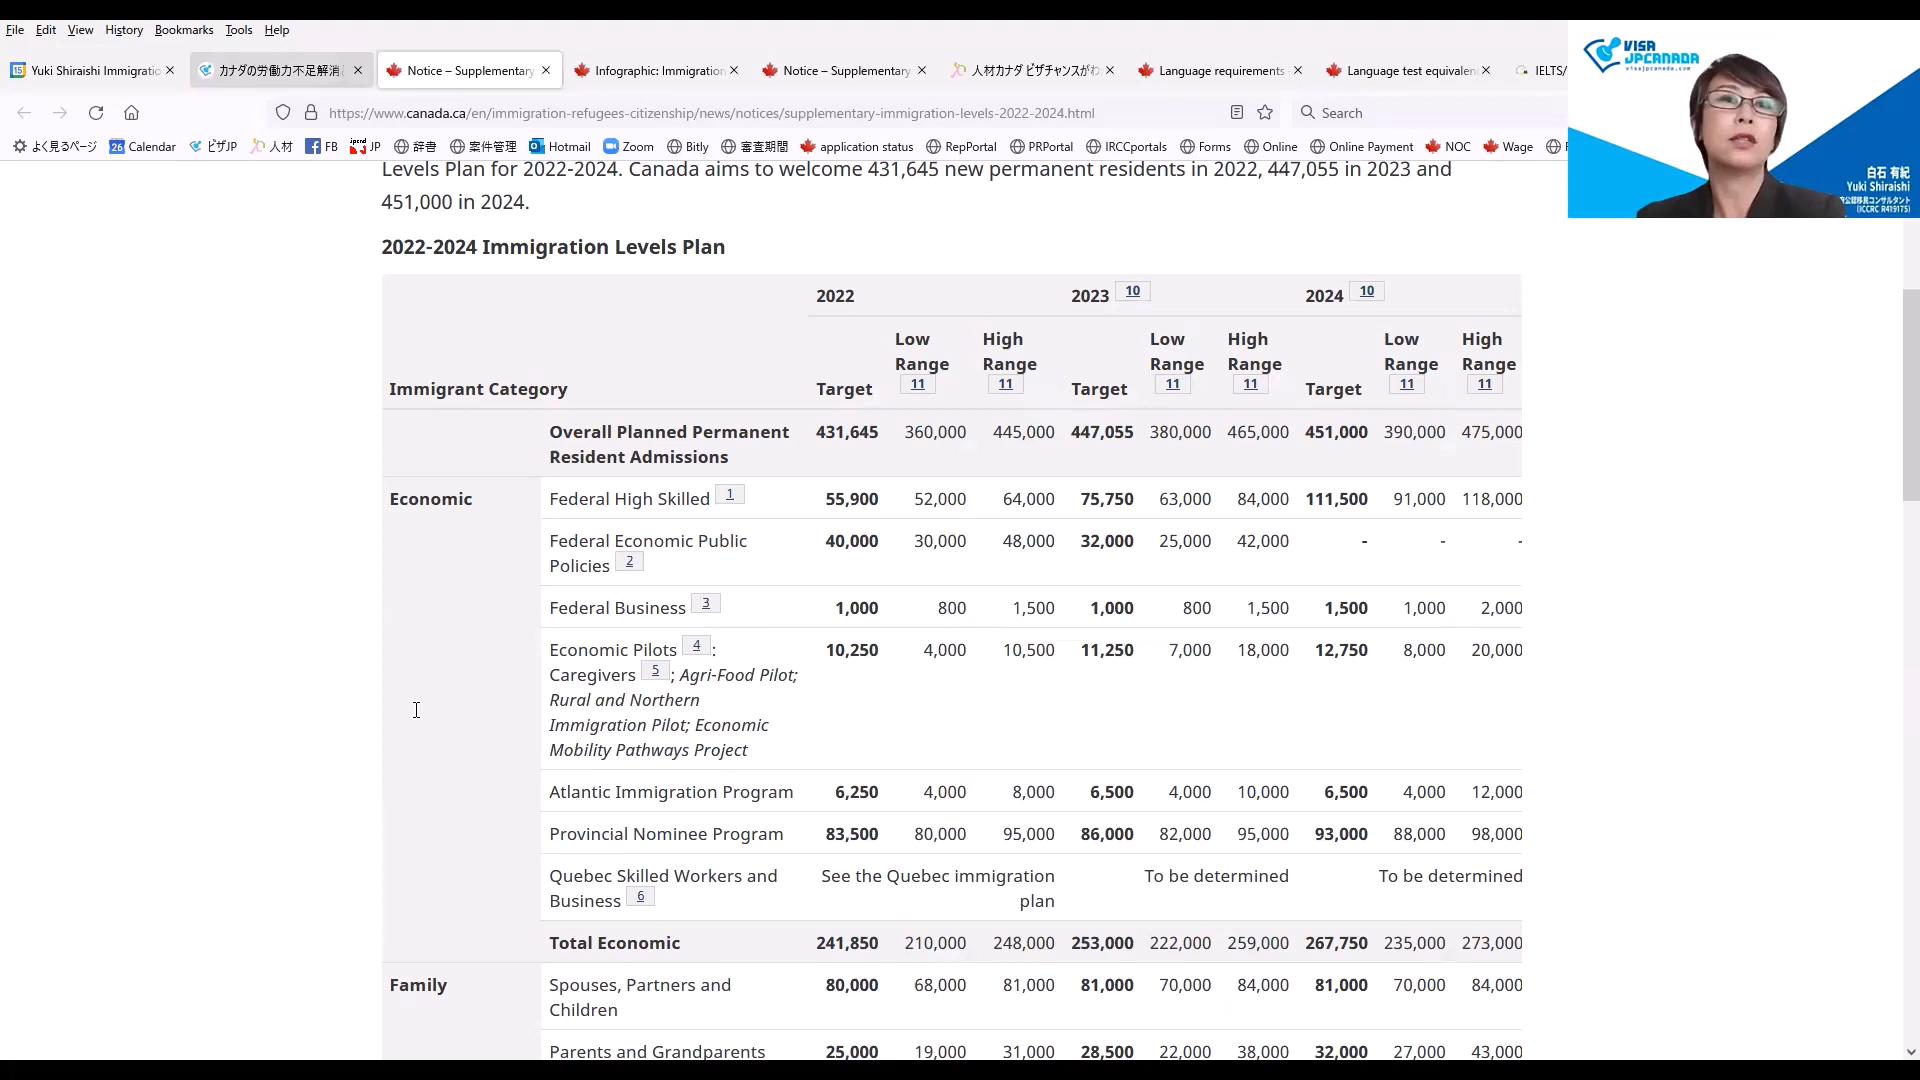 File Edit View History Bookmarks Tools Help
Yuki Shiraishi Immigratio
カナダの労働力不足解消
Notice – Supplementary
Infographic: Immigration
Notice – Supplementary
人材カナダ ビザチャンスがわ
Language requirements
Language test equivalen
IELTS/
https://www.canada.ca/en/immigration-refugees-citizenship/news/notices/supplementary-immigration-levels-2022-2024.html
Search
よく見るページ 26 Calendar ビザJP 人材 FB JP 辞書 案件管理 Hotmail Zoom Bitly 審査期間 application status RepPortal PRPortal IRCCportals Forms Online Online Payment NOC Wage
VISA
JPCANADA
visajpcanada.com
白石 有紀
Yuki Shiraishi
公認移民コンサルタント
(ICCRC R419175)
Levels Plan for 2022-2024. Canada aims to welcome 431,645 new permanent residents in 2022, 447,055 in 2023 and
451,000 in 2024.
2022-2024 Immigration Levels Plan
2022 2023 10 2024 10
Low High Low High Low High
Range Range Range Range Range Range
Immigrant Category Target 11 11 Target 11 11 Target 11 11
Overall Planned Permanent 431,645 360,000 445,000 447,055 380,000 465,000 451,000 390,000 475,000
Resident Admissions
Economic Federal High Skilled 1 55,900 52,000 64,000 75,750 63,000 84,000 111,500 91,000 118,000
Federal Economic Public 40,000 30,000 48,000 32,000 25,000 42,000 - - -
Policies 2
Federal Business 3 1,000 800 1,500 1,000 800 1,500 1,500 1,000 2,000
Economic Pilots 4 : 10,250 4,000 10,500 11,250 7,000 18,000 12,750 8,000 20,000
Caregivers 5 ; Agri-Food Pilot;
Rural and Northern
Immigration Pilot; Economic
Mobility Pathways Project
Atlantic Immigration Program 6,250 4,000 8,000 6,500 4,000 10,000 6,500 4,000 12,000
Provincial Nominee Program 83,500 80,000 95,000 86,000 82,000 95,000 93,000 88,000 98,000
Quebec Skilled Workers and See the Quebec immigration To be determined To be determined
Business 6 plan
Total Economic 241,850 210,000 248,000 253,000 222,000 259,000 267,750 235,000 273,000
Family Spouses, Partners and 80,000 68,000 81,000 81,000 70,000 84,000 81,000 70,000 84,000
Children
Parents and Grandparents 25,000 19,000 31,000 28,500 22,000 38,000 32,000 27,000 43,000